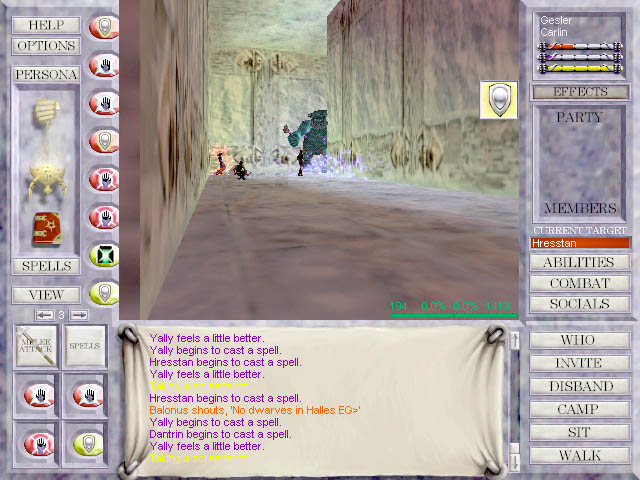 HELP
OPTIONS
PERSONA
SPELLS
VIEW
3
MELEE
ATTACK
SPELLS
Yally feels a little better.
Yally begins to cast a spell.
Hresstan begins to cast a spell.
Yally feels a little better.
Hresstan begins to cast a spell.
Balonus shouts, 'No dwarves in Halles EG>'
Yally begins to cast a spell.
Dantrin begins to cast a spell.
Yally feels a little better.
Gesler
Carlin
EFFECTS
PARTY
MEMBERS
CURRENT TARGET
Hresstan
ABILITIES
COMBAT
SOCIALS
WHO
INVITE
DISBAND
CAMP
SIT
WALK